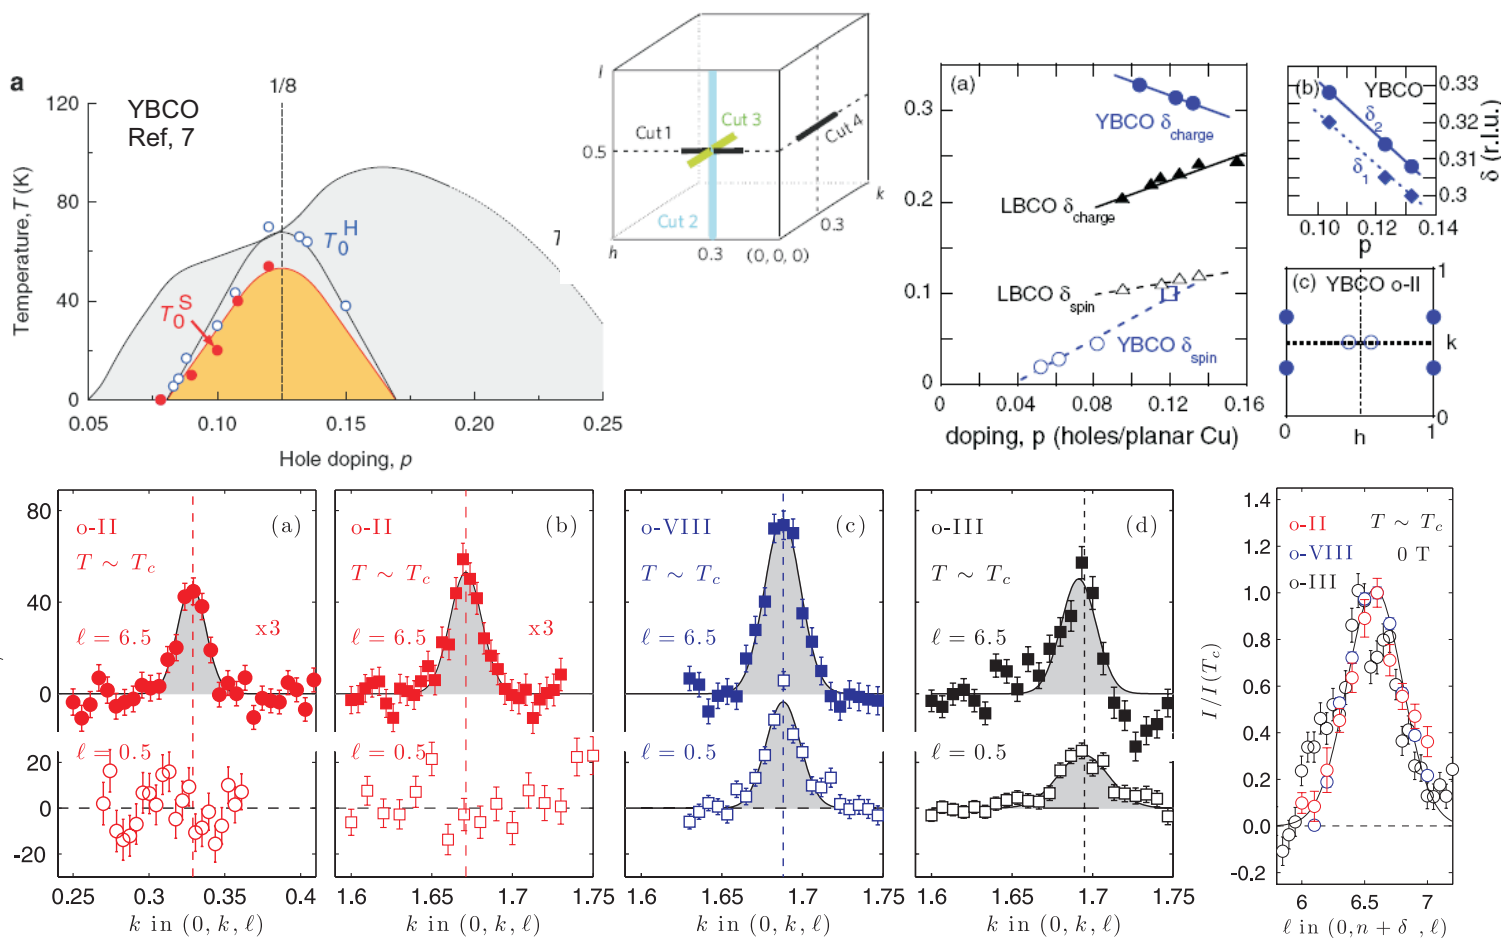 a
1/8
YBCO
Ref, 7
T₀ᴴ
T₀ˢ
T
120
80
40
0
Temperature, T (K)
0.05
0.10
0.15
0.20
0.25
Hole doping, p
l
0.5
Cut 1
Cut 3
Cut 4
Cut 2
h
0.3
(0, 0, 0)
0.3
k
(a)
0.3
0.2
0.1
0
YBCO δcharge
LBCO δcharge
LBCO δspin
YBCO δspin
0
0.04
0.08
0.12
0.16
doping, p (holes/planar Cu)
(b)
YBCO
δ₂
δ₁
0.33
0.32
0.31
0.3
δ (r.l.u.)
0.10
0.12
0.14
p
(c)
YBCO o-II
1
k
0
0
h
1
80
40
0
20
0
-20
o-II
(a)
T ∼ Tc
ℓ = 6.5
x3
ℓ = 0.5
0.25
0.3
0.35
0.4
k in (0, k, ℓ)
o-II
(b)
T ∼ Tc
ℓ = 6.5
x3
ℓ = 0.5
1.6
1.65
1.7
1.75
k in (0, k, ℓ)
o-VIII
(c)
T ∼ Tc
ℓ = 6.5
ℓ = 0.5
1.6
1.65
1.7
1.75
k in (0, k, ℓ)
o-III
(d)
T ∼ Tc
ℓ = 6.5
ℓ = 0.5
1.6
1.65
1.7
1.75
k in (0, k, ℓ)
1.4
1.2
1.0
0.8
0.6
0.4
0.2
0.0
-0.2
I/I(Tc)
o-II
T ∼ Tc
o-VIII
0 T
o-III
6
6.5
7
ℓ in (0, n + δ , ℓ)